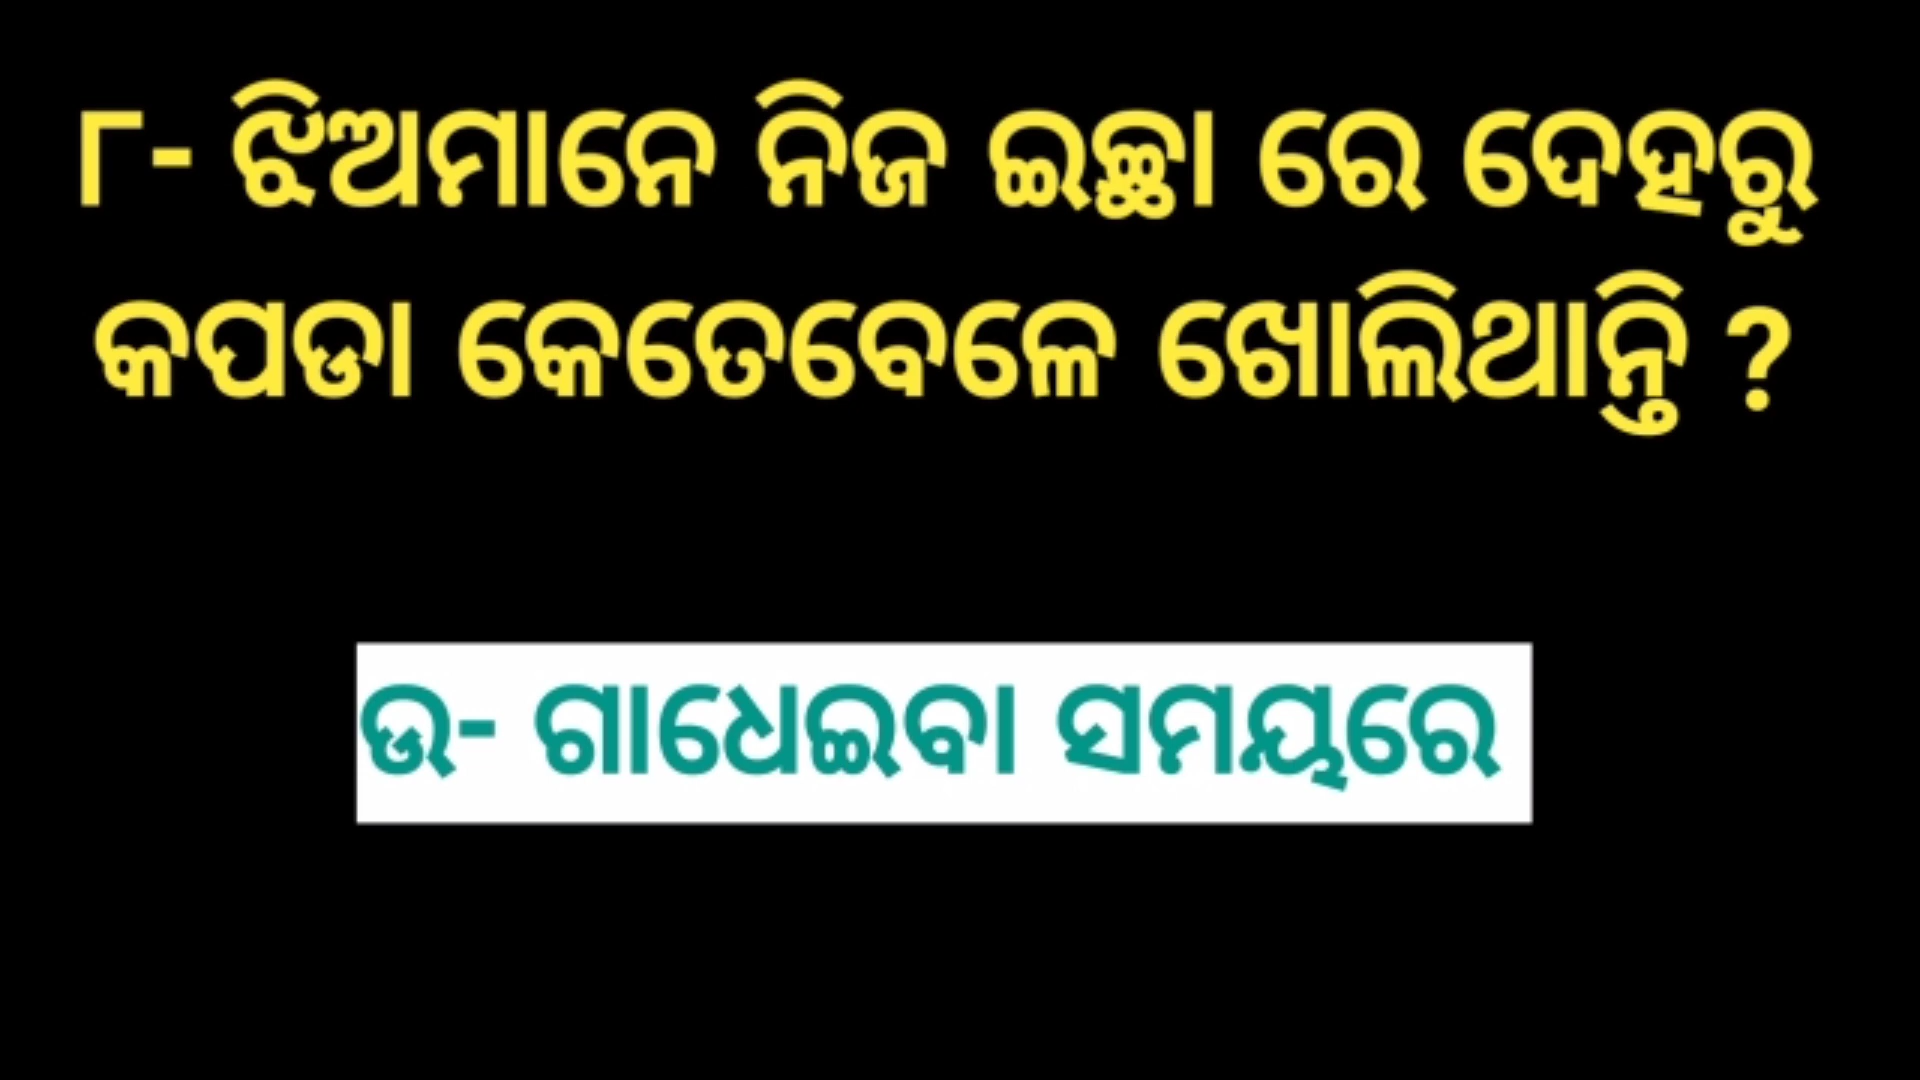 ୮- ଝିଅମାନେ ନିଜ ଇଚ୍ଛା ରେ ଦେହରୁ
କପଡା କେତେବେଳେ ଖୋଲିଥାନ୍ତି ?
ଉ- ଗାଧେଇବା ସମୟରେ